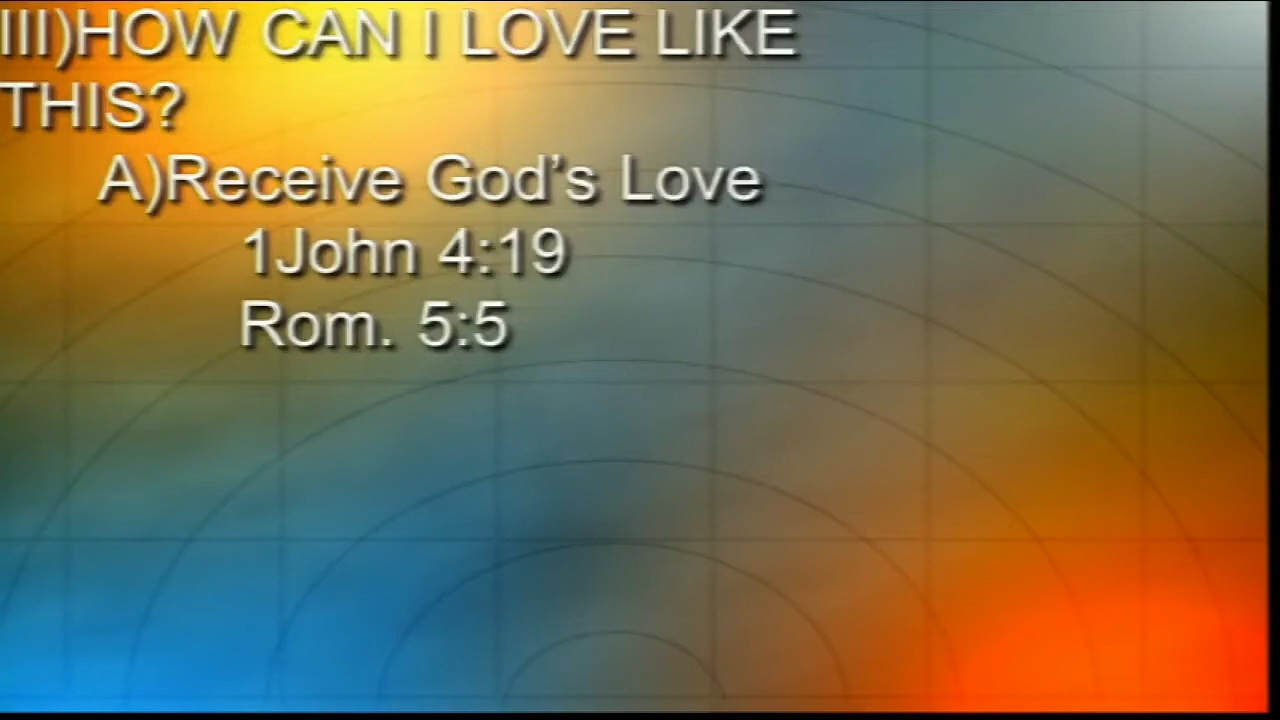 III)HOW CAN I LOVE LIKE
THIS?
A)Receive God’s Love
1John 4:19
Rom. 5:5